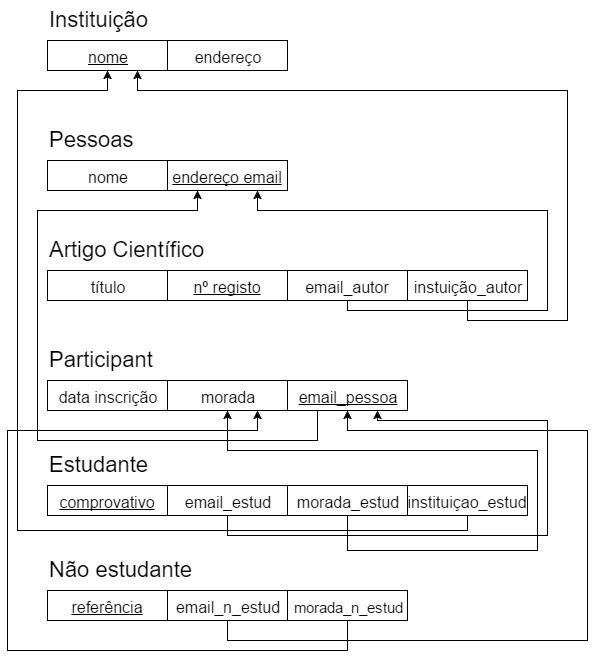 Instituição
nome endereço
Pessoas
nome endereço email
Artigo Científico
título nº registo email_autor instuição_autor
Participant
data inscrição morada email_pessoa
Estudante
comprovativo email_estud morada_estud instituiçao_estud
Não estudante
referência email_n_estud morada_n_estud